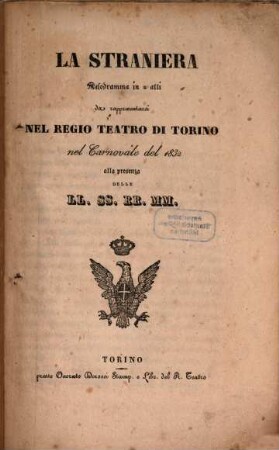 LA STRANIERA
Melodramma in 2 atti
da rappresentarsi
NEL REGIO TEATRO DI TORINO
nel Carnovale del 1832
alla presenza
DELLE
LL. SS. RR. MM.
TORINO
presso Onorato Derossi Stamp. e Lib. del R. Teatro